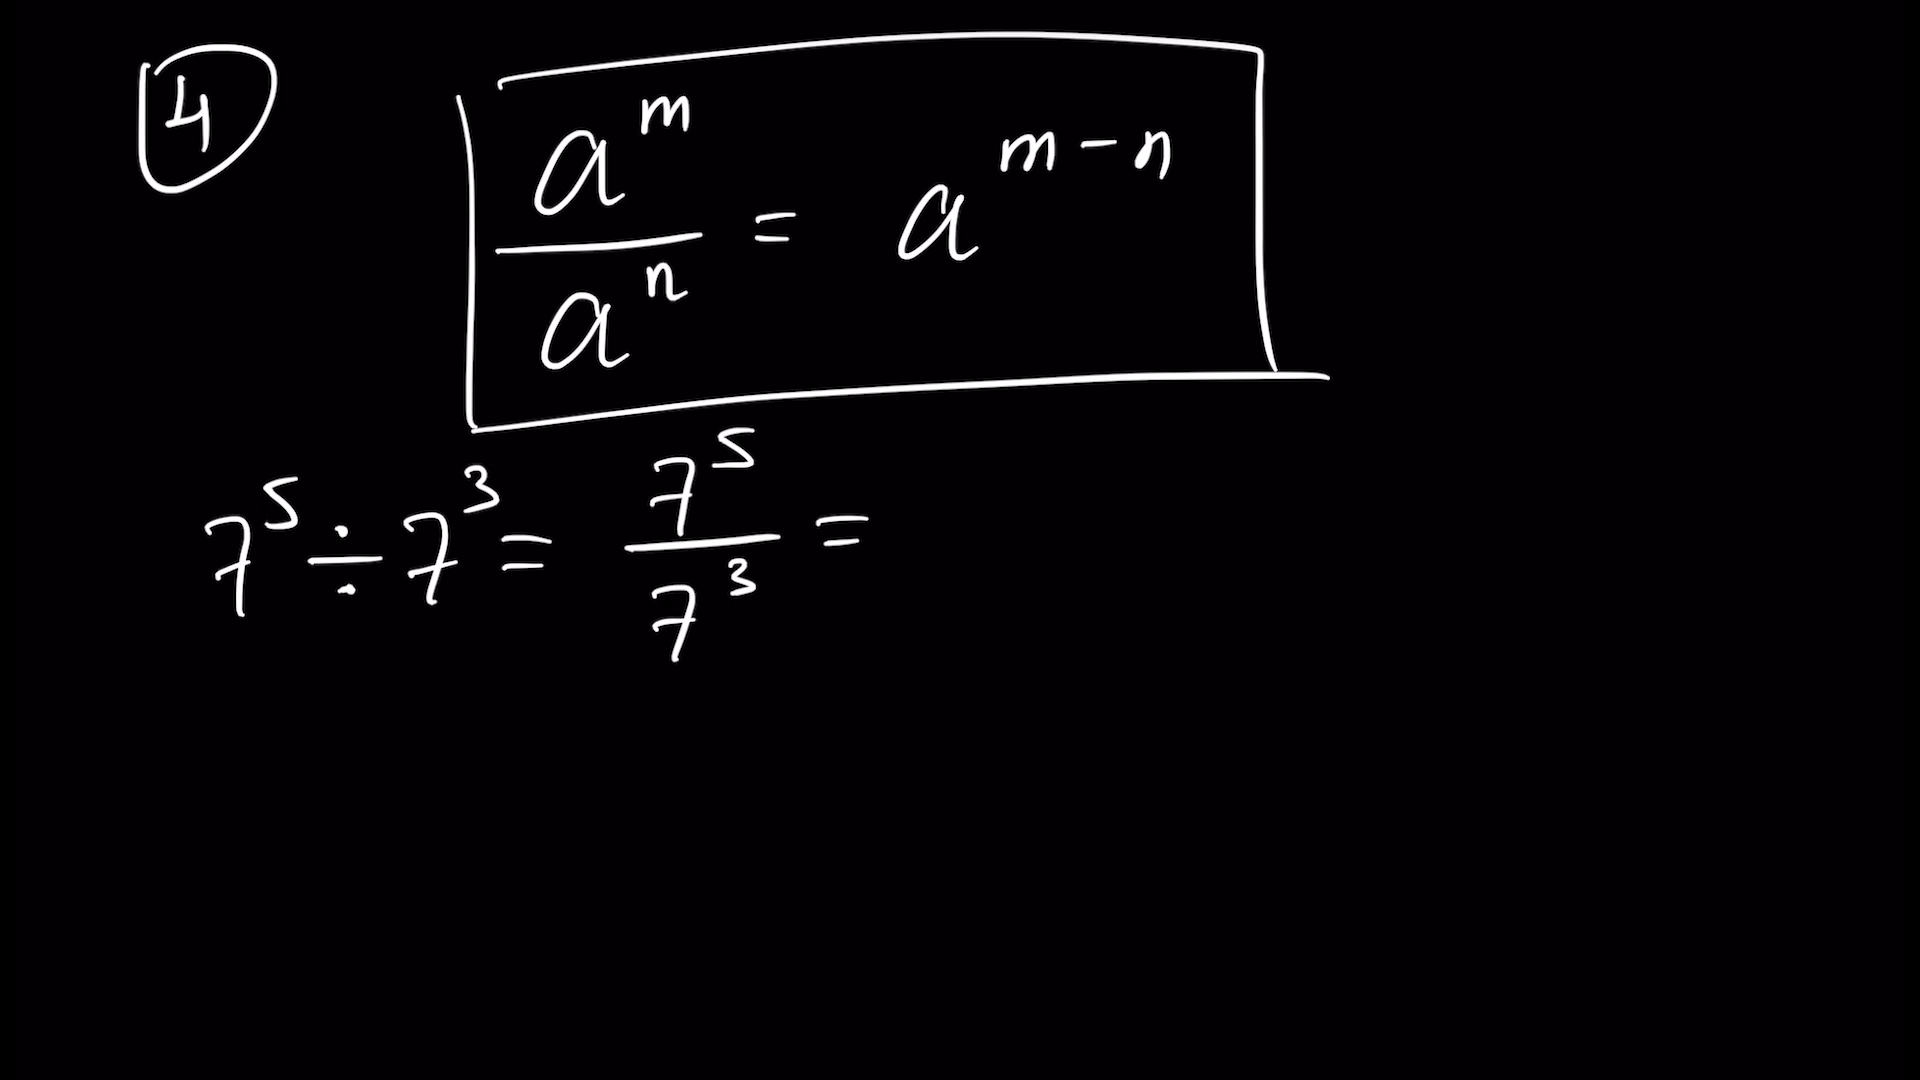 4
a^m / a^n = a^(m-n)
7^5 ÷ 7^3 = 7^5 / 7^3 =